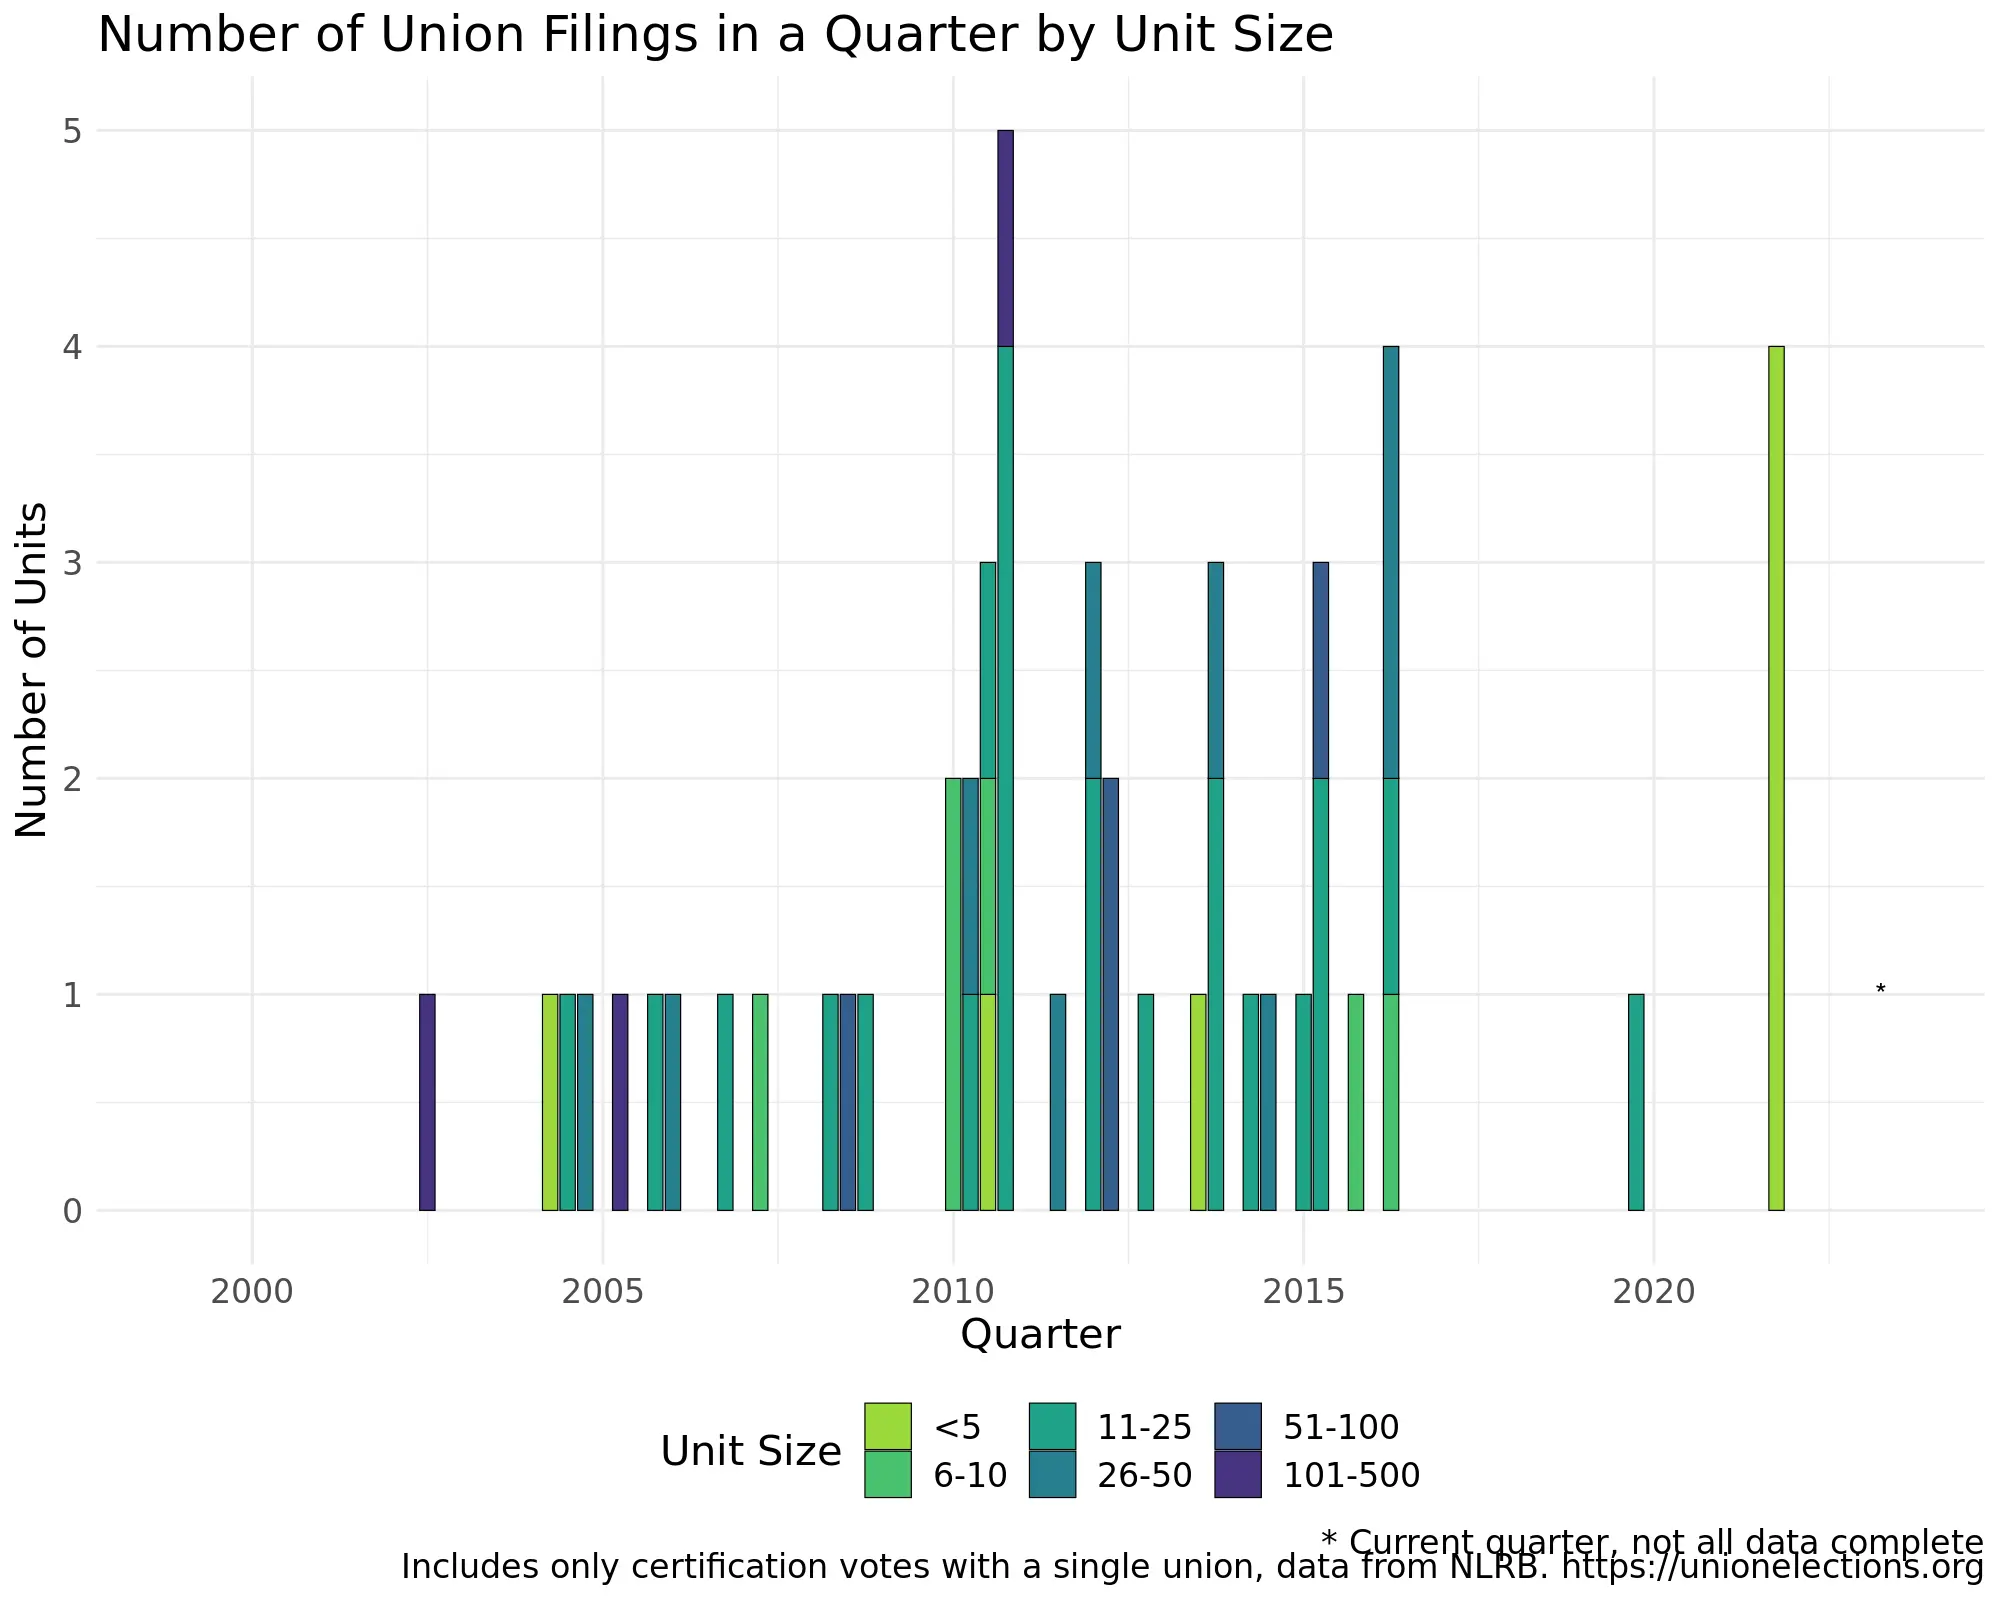 Number of Union Filings in a Quarter by Unit Size
5
4
3
2
1
0
Number of Units
*
2000 2005 2010 2015 2020
Quarter
Unit Size
<5 11-25 51-100
6-10 26-50 101-500
* Current quarter, not all data complete
Includes only certification votes with a single union, data from NLRB. https://unionelections.org